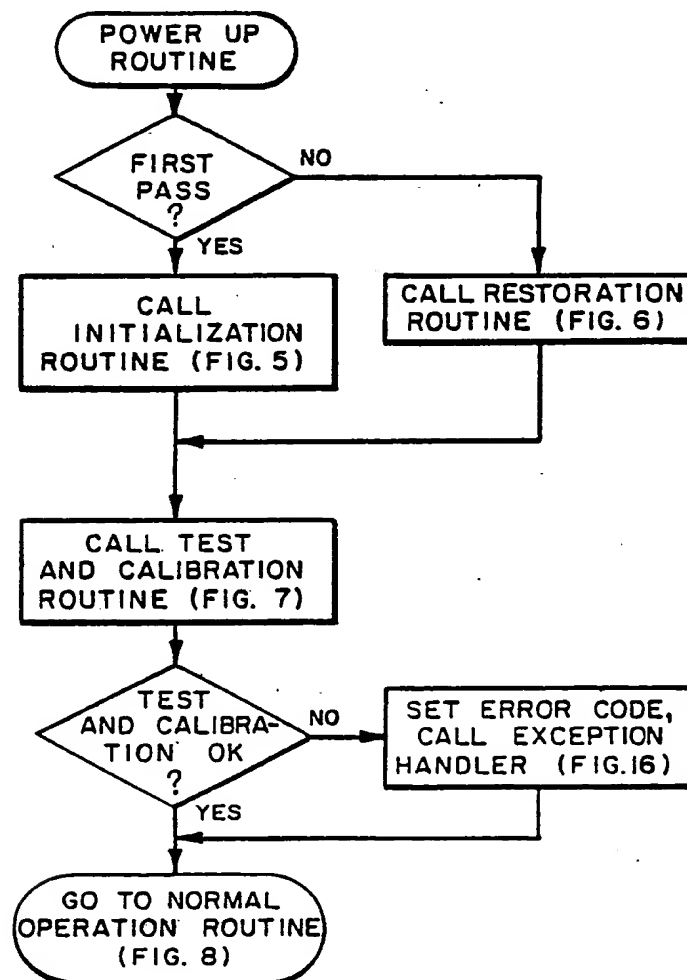 POWER UP
ROUTINE
FIRST
PASS
?
NO
YES
CALL
INITIALIZATION
ROUTINE (FIG. 5)
CALL RESTORATION
ROUTINE (FIG. 6)
CALL TEST
AND CALIBRATION
ROUTINE (FIG. 7)
TEST
AND CALIBRA-
TION OK
?
NO
YES
SET ERROR CODE,
CALL EXCEPTION
HANDLER (FIG.16)
GO TO NORMAL
OPERATION ROUTINE
(FIG. 8)